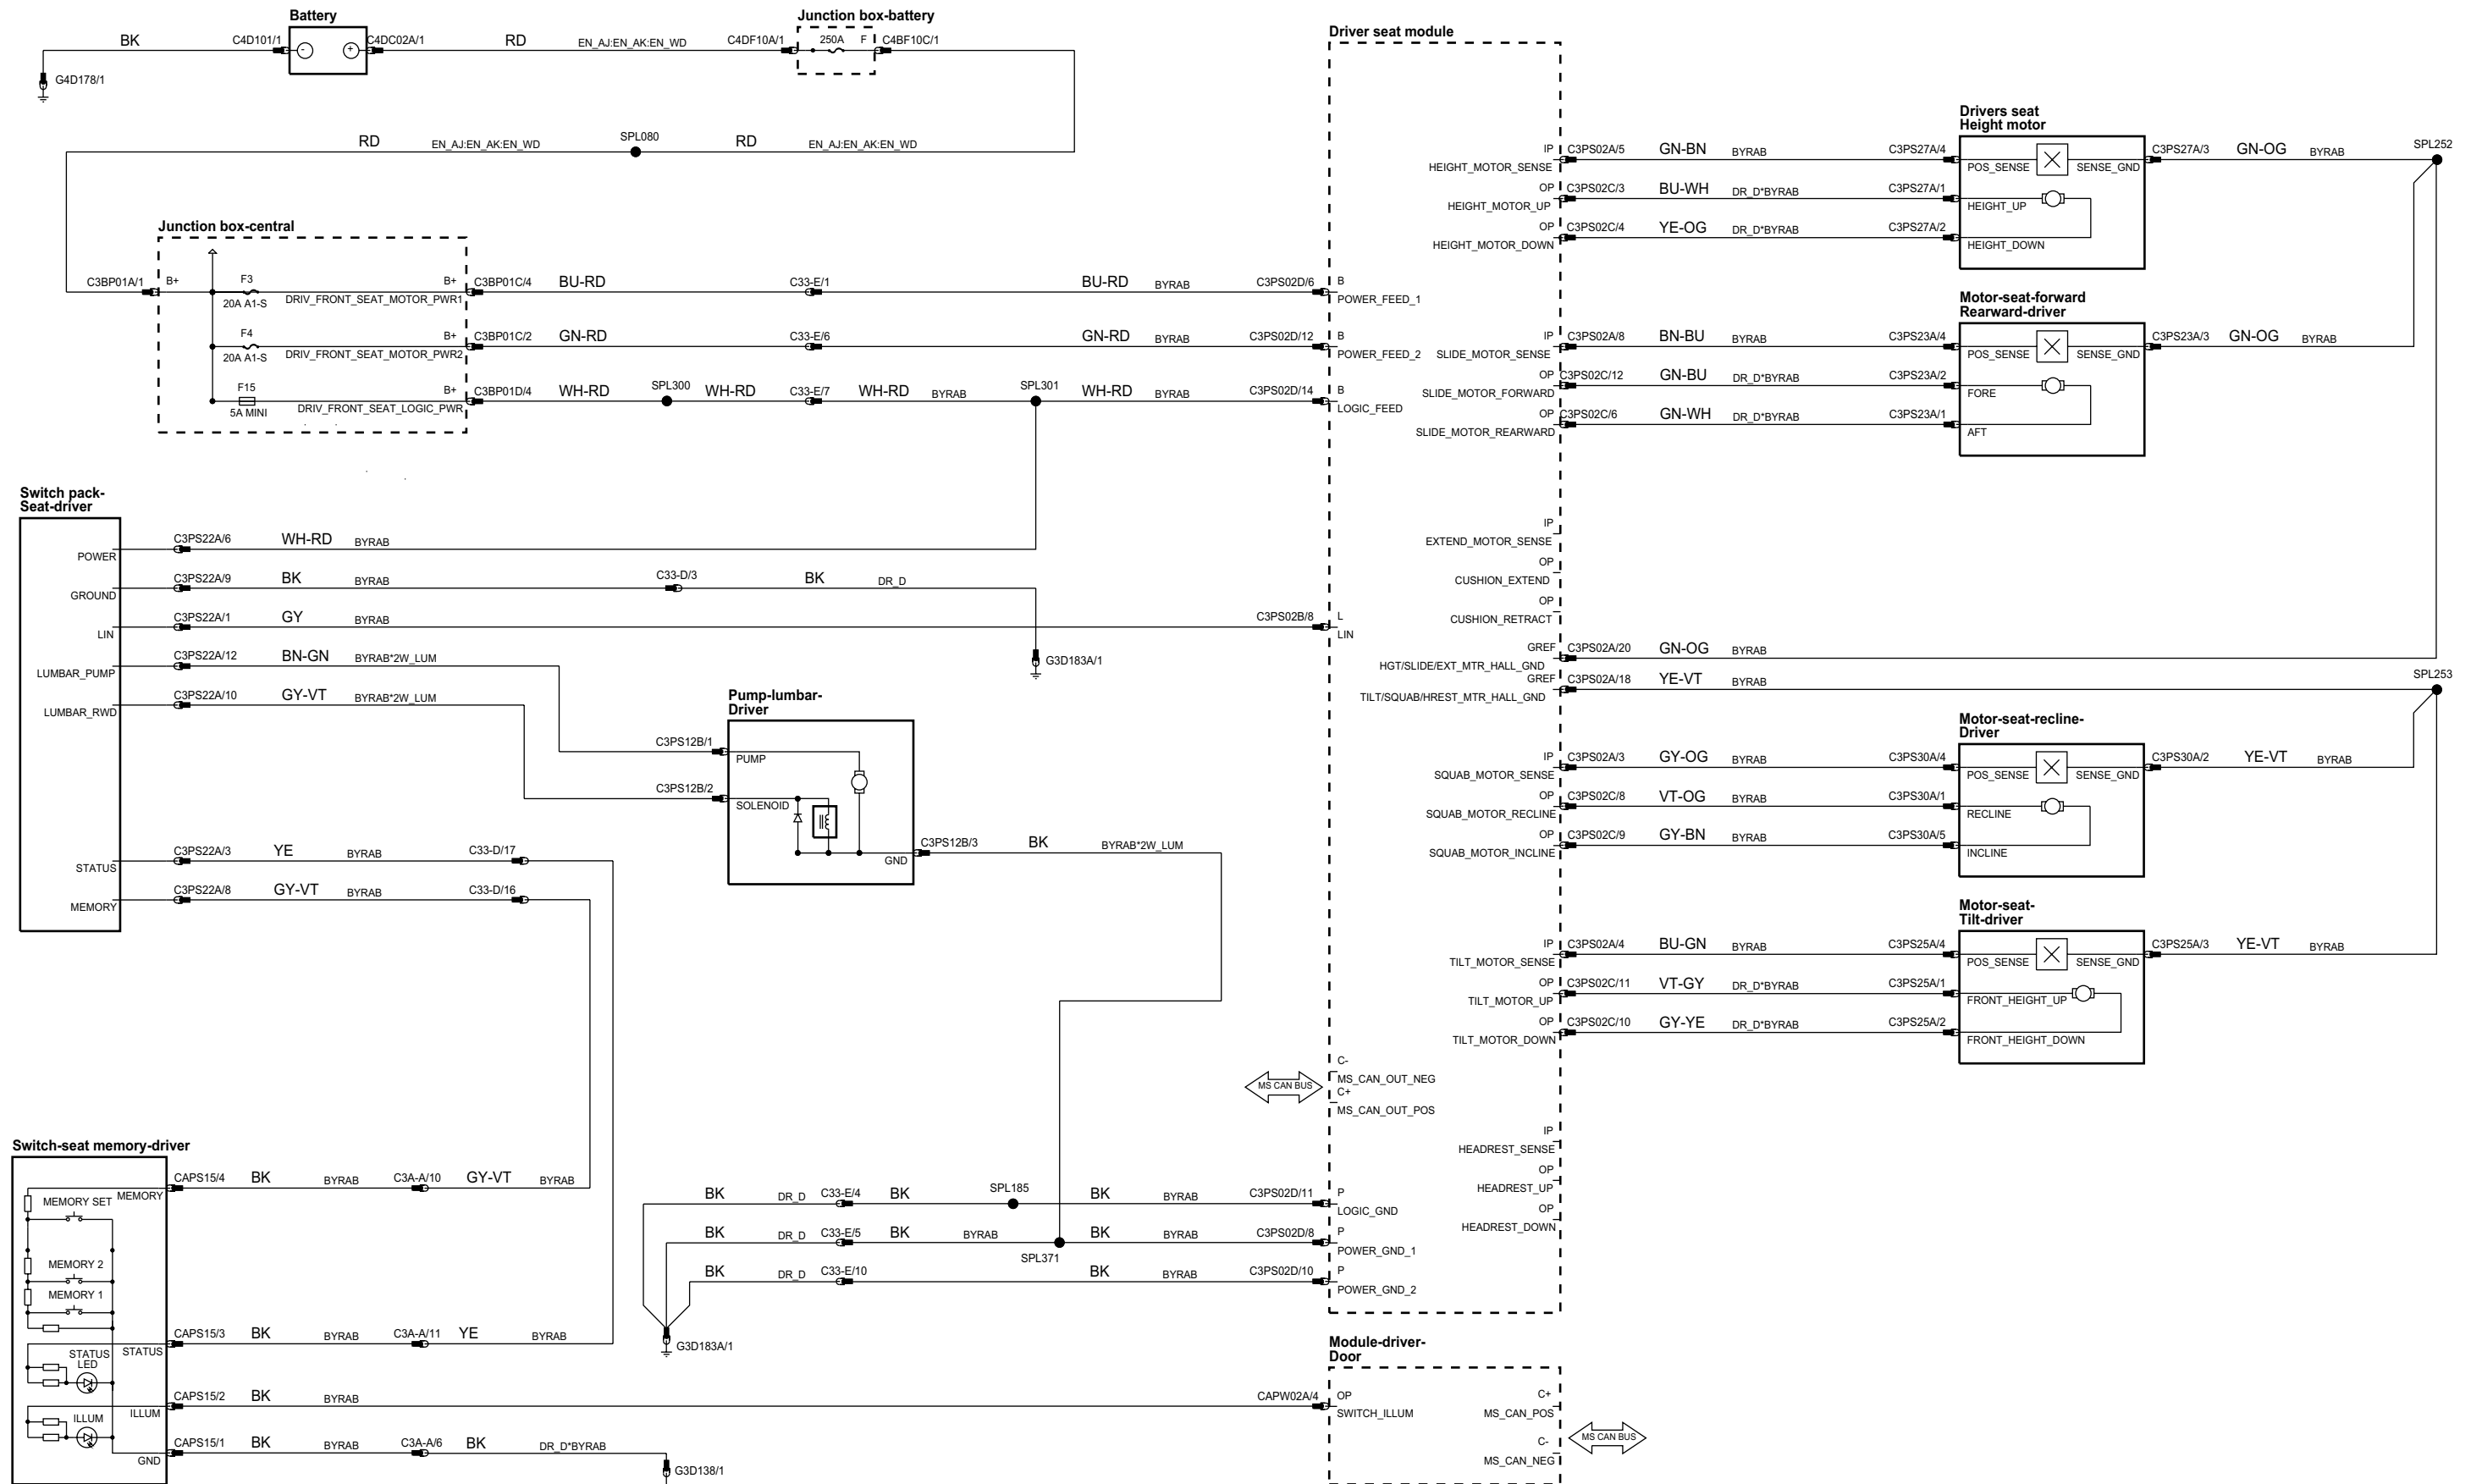 Battery
Junction box-battery
BK
C4D101/1
-
+
C4DC02A/1
RD
EN_AJ:EN_AK:EN_WD
C4DF10A/1
250A
F
C4BF10C/1
G4D178/1
RD
EN_AJ:EN_AK:EN_WD
SPL080
RD
EN_AJ:EN_AK:EN_WD
Junction box-central
C3BP01A/1
B+
F3
20A A1-S
B+
DRIV_FRONT_SEAT_MOTOR_PWR1
C3BP01C/4
BU-RD
C33-E/1
BU-RD
BYRAB
C3PS02D/6
F4
20A A1-S
B+
DRIV_FRONT_SEAT_MOTOR_PWR2
C3BP01C/2
GN-RD
C33-E/6
GN-RD
BYRAB
C3PS02D/12
F15
5A MINI
B+
DRIV_FRONT_SEAT_LOGIC_PWR
C3BP01D/4
WH-RD
SPL300
WH-RD
C33-E/7
WH-RD
BYRAB
SPL301
WH-RD
BYRAB
C3PS02D/14
Switch pack-
Seat-driver
POWER
C3PS22A/6
WH-RD
BYRAB
GROUND
C3PS22A/9
BK
BYRAB
C33-D/3
BK
DR_D
G3D183A/1
LIN
C3PS22A/1
GY
BYRAB
C3PS02B/8
LUMBAR_PUMP
C3PS22A/12
BN-GN
BYRAB*2W_LUM
LUMBAR_RWD
C3PS22A/10
GY-VT
BYRAB*2W_LUM
STATUS
C3PS22A/3
YE
BYRAB
C33-D/17
MEMORY
C3PS22A/8
GY-VT
BYRAB
C33-D/16
Pump-lumbar-
Driver
C3PS12B/1
PUMP
C3PS12B/2
SOLENOID
GND
C3PS12B/3
BK
BYRAB*2W_LUM
Switch-seat memory-driver
MEMORY SET
MEMORY
CAPS15/4
BK
BYRAB
C3A-A/10
GY-VT
BYRAB
MEMORY 2
MEMORY 1
STATUS
LED
STATUS
CAPS15/3
BK
BYRAB
C3A-A/11
YE
BYRAB
ILLUM
ILLUM
CAPS15/2
BK
BYRAB
CAPW02A/4
GND
CAPS15/1
BK
BYRAB
C3A-A/6
BK
DR_D*BYRAB
G3D138/1
BK
DR_D
C33-E/4
BK
SPL185
BK
BYRAB
C3PS02D/11
BK
DR_D
C33-E/5
BK
BYRAB
SPL371
BK
BYRAB
C3PS02D/8
BK
DR_D
C33-E/10
BK
BYRAB
C3PS02D/10
G3D183A/1
Driver seat module
B
POWER_FEED_1
B
POWER_FEED_2
B
LOGIC_FEED
L
LIN
MS CAN BUS
C-
MS_CAN_OUT_NEG
C+
MS_CAN_OUT_POS
P
LOGIC_GND
P
POWER_GND_1
P
POWER_GND_2
IP
HEIGHT_MOTOR_SENSE
C3PS02A/5
GN-BN
BYRAB
C3PS27A/4
OP
HEIGHT_MOTOR_UP
C3PS02C/3
BU-WH
DR_D*BYRAB
C3PS27A/1
OP
HEIGHT_MOTOR_DOWN
C3PS02C/4
YE-OG
DR_D*BYRAB
C3PS27A/2
Drivers seat
Height motor
POS_SENSE
SENSE_GND
HEIGHT_UP
HEIGHT_DOWN
C3PS27A/3
GN-OG
BYRAB
SPL252
IP
SLIDE_MOTOR_SENSE
C3PS02A/8
BN-BU
BYRAB
C3PS23A/4
OP
SLIDE_MOTOR_FORWARD
C3PS02C/12
GN-BU
DR_D*BYRAB
C3PS23A/2
OP
SLIDE_MOTOR_REARWARD
C3PS02C/6
GN-WH
DR_D*BYRAB
C3PS23A/1
Motor-seat-forward
Rearward-driver
POS_SENSE
SENSE_GND
FORE
AFT
C3PS23A/3
GN-OG
BYRAB
IP
EXTEND_MOTOR_SENSE
OP
CUSHION_EXTEND
OP
CUSHION_RETRACT
GREF
HGT/SLIDE/EXT_MTR_HALL_GND
C3PS02A/20
GN-OG
BYRAB
GREF
TILT/SQUAB/HREST_MTR_HALL_GND
C3PS02A/18
YE-VT
BYRAB
SPL253
IP
SQUAB_MOTOR_SENSE
C3PS02A/3
GY-OG
BYRAB
C3PS30A/4
OP
SQUAB_MOTOR_RECLINE
C3PS02C/8
VT-OG
BYRAB
C3PS30A/1
OP
SQUAB_MOTOR_INCLINE
C3PS02C/9
GY-BN
BYRAB
C3PS30A/5
Motor-seat-recline-
Driver
POS_SENSE
SENSE_GND
RECLINE
INCLINE
C3PS30A/2
YE-VT
BYRAB
IP
TILT_MOTOR_SENSE
C3PS02A/4
BU-GN
BYRAB
C3PS25A/4
OP
TILT_MOTOR_UP
C3PS02C/11
VT-GY
DR_D*BYRAB
C3PS25A/1
OP
TILT_MOTOR_DOWN
C3PS02C/10
GY-YE
DR_D*BYRAB
C3PS25A/2
Motor-seat-
Tilt-driver
POS_SENSE
SENSE_GND
FRONT_HEIGHT_UP
FRONT_HEIGHT_DOWN
C3PS25A/3
YE-VT
BYRAB
IP
HEADREST_SENSE
OP
HEADREST_UP
OP
HEADREST_DOWN
Module-driver-
Door
OP
SWITCH_ILLUM
C+
MS_CAN_POS
C-
MS_CAN_NEG
MS CAN BUS